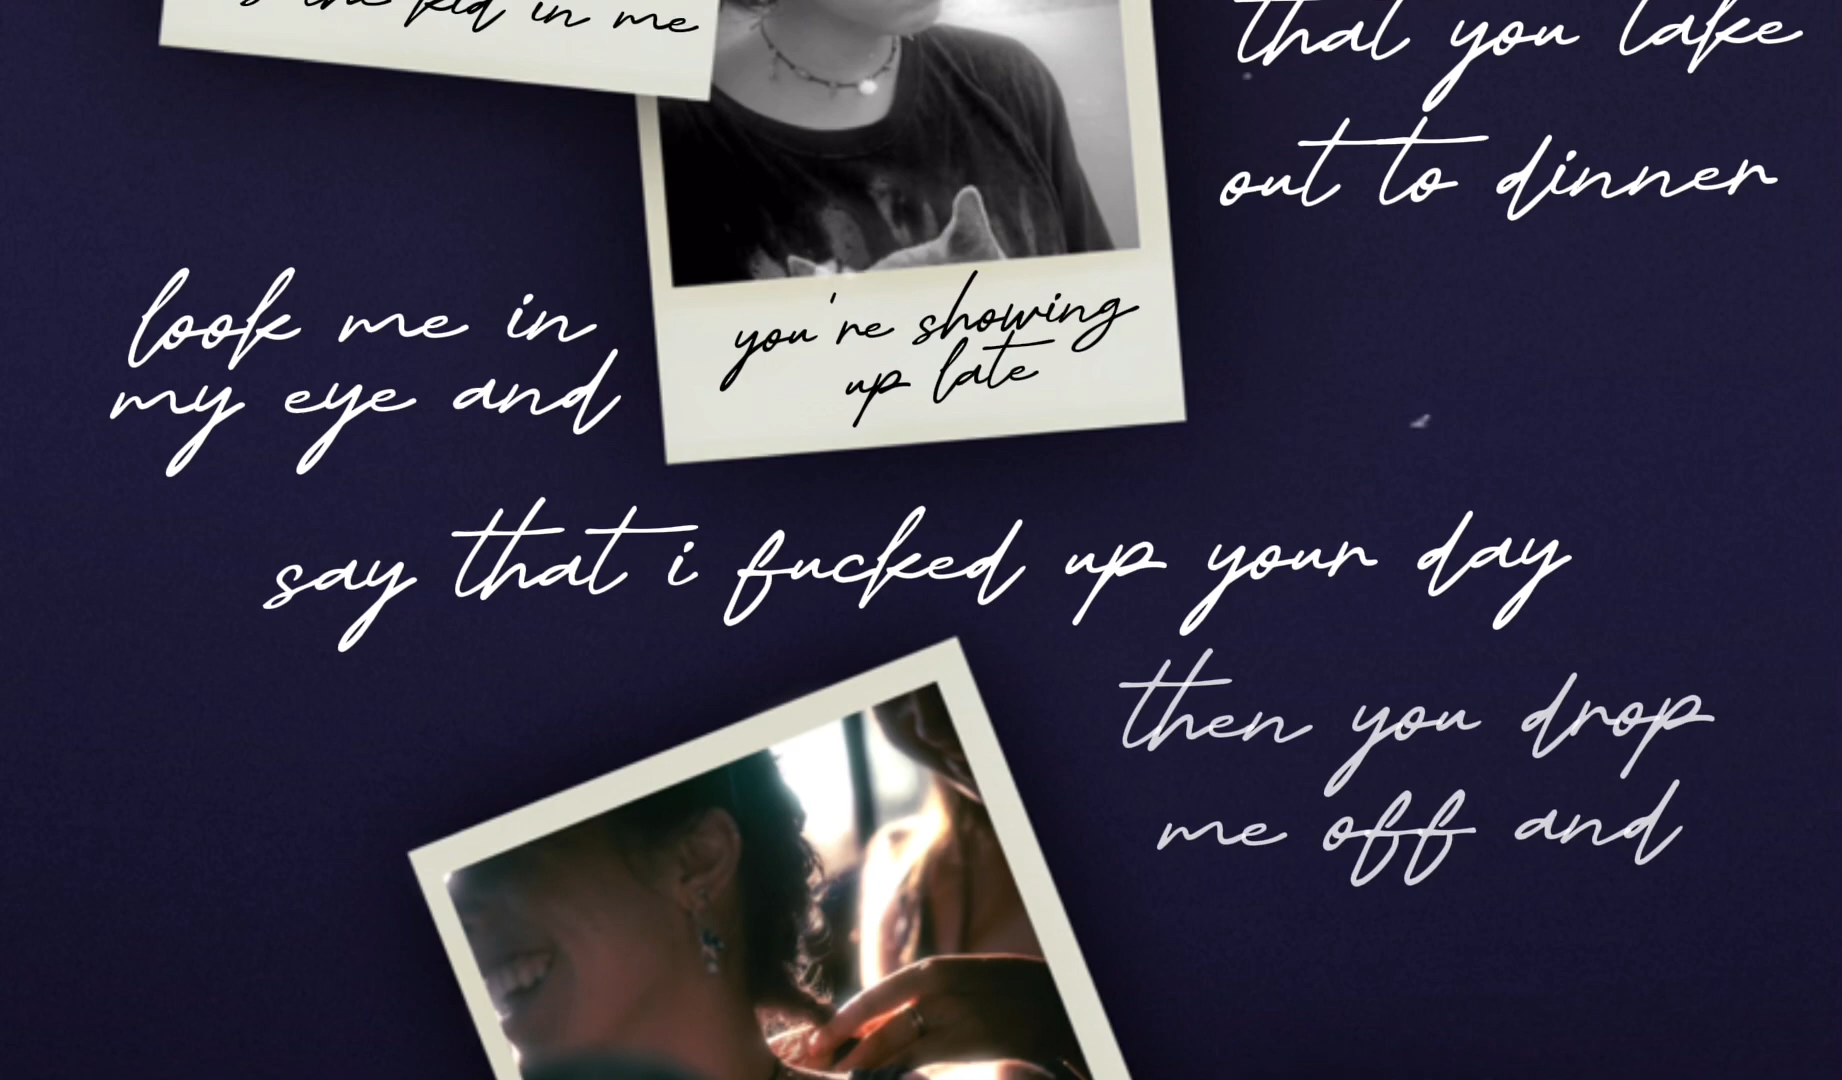 the kid in me
that you take
out to dinner
you're showing
up late
look me in
my eye and
say that i fucked up your day
then you drop
me off and